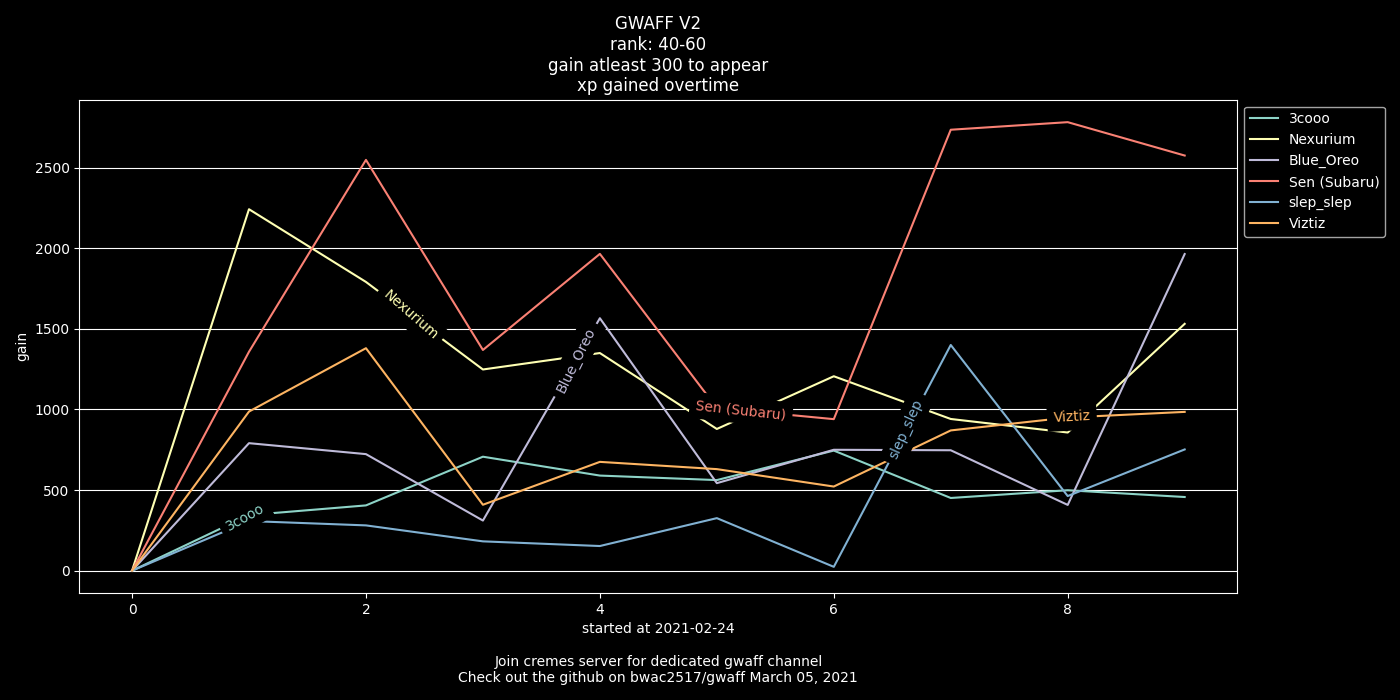 GWAFF V2
rank: 40-60
gain atleast 300 to appear
xp gained overtime
3cooo
Nexurium
Blue_Oreo
Sen (Subaru)
slep_slep
Viztiz
2500
2000
1500
1000
500
0
gain
Nexurium
Blue_Oreo
Sen (Subaru)
slep_slep
Viztiz
3cooo
0
2
4
6
8
started at 2021-02-24
Join cremes server for dedicated gwaff channel
Check out the github on bwac2517/gwaff March 05, 2021